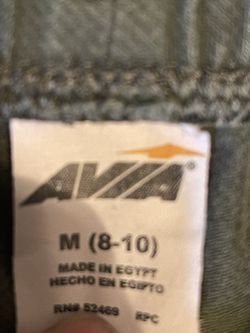 AVIA
M (8-10)
MADE IN EGYPT
HECHO EN EGIPTO
RN# 52469 RPC